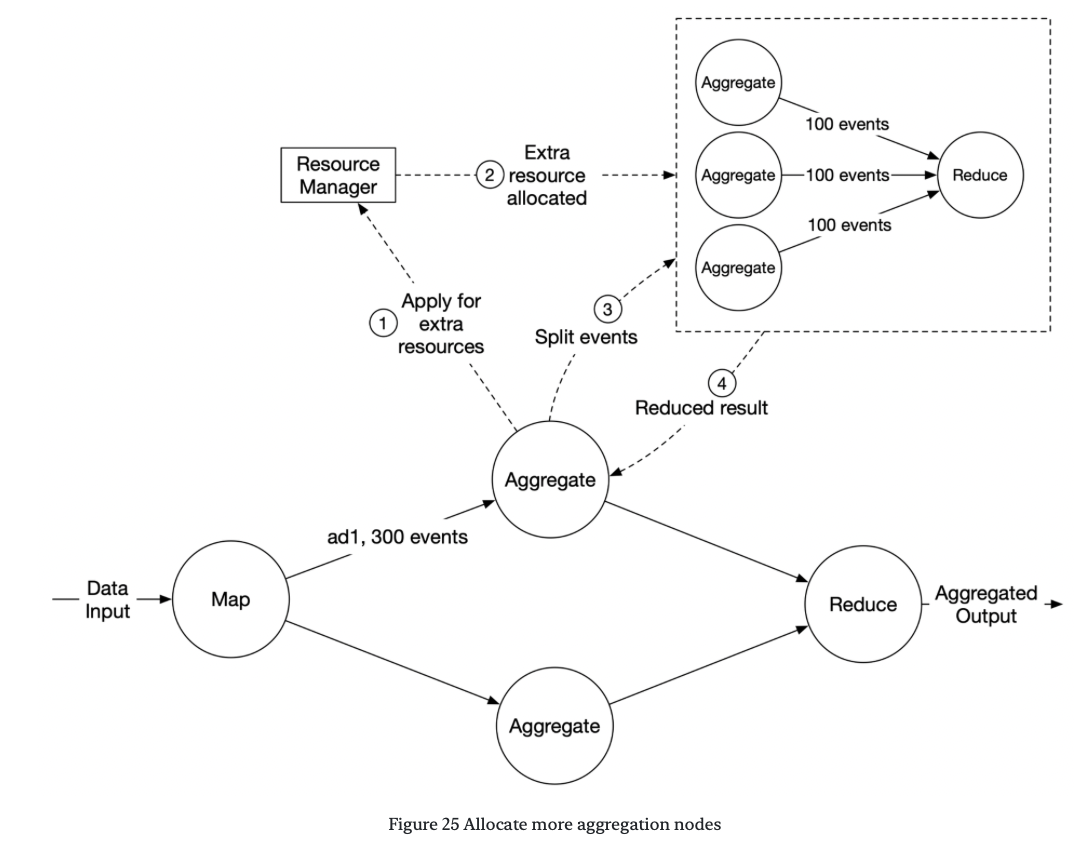 Aggregate
100 events
Extra
resource
allocated
2
Resource
Manager
Aggregate
100 events
Reduce
100 events
Aggregate
1
Apply for
extra
resources
3
Split events
4
Reduced result
Aggregate
ad1, 300 events
Data
Input
Map
Reduce
Aggregated
Output
Aggregate
Figure 25 Allocate more aggregation nodes